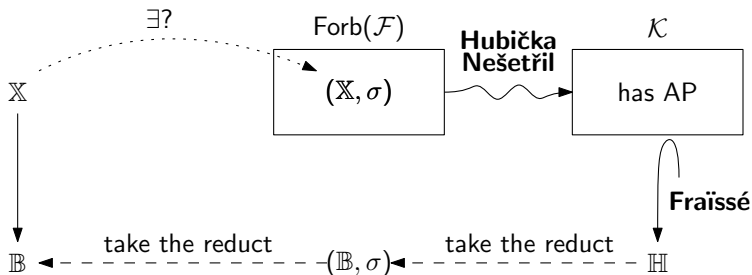 ∃?
Forb(ℱ)
Hubička
Nešetřil
𝒦
𝕏
(𝕏, σ)
has AP
Fraïssé
take the reduct
take the reduct
𝔹
(𝔹, σ)
ℍ